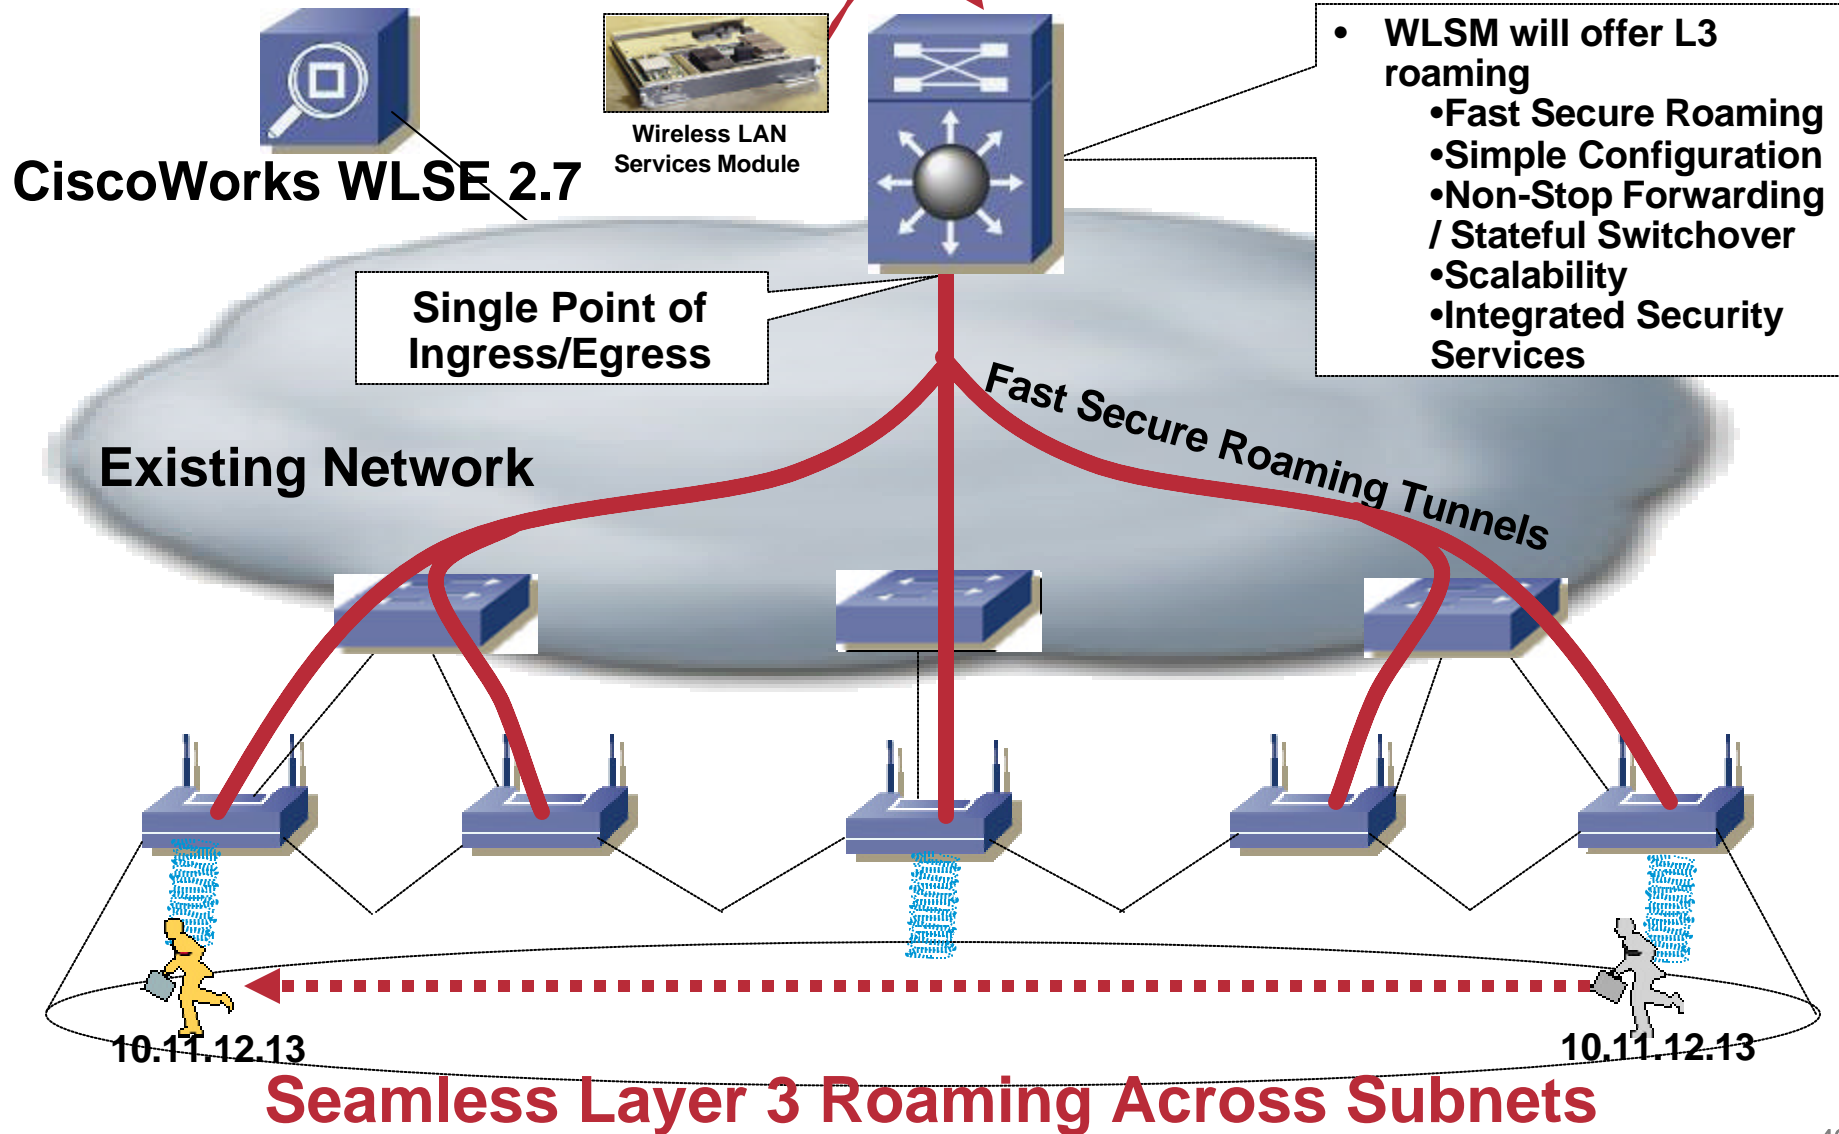 Wireless LAN
Services Module
CiscoWorks WLSE 2.7
• WLSM will offer L3
roaming
•Fast Secure Roaming
•Simple Configuration
•Non-Stop Forwarding
/ Stateful Switchover
•Scalability
•Integrated Security
Services
Single Point of
Ingress/Egress
Fast Secure Roaming Tunnels
Existing Network
10.11.12.13
10.11.12.13
Seamless Layer 3 Roaming Across Subnets